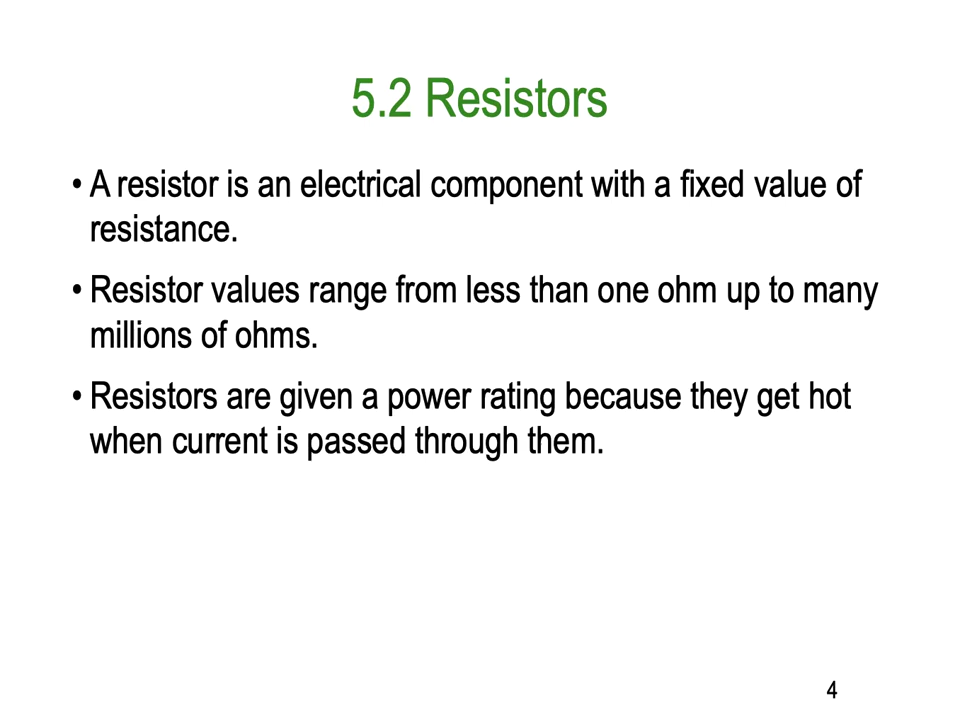 5.2 Resistors
• A resistor is an electrical component with a fixed value of
resistance.
• Resistor values range from less than one ohm up to many
millions of ohms.
• Resistors are given a power rating because they get hot
when current is passed through them.
4